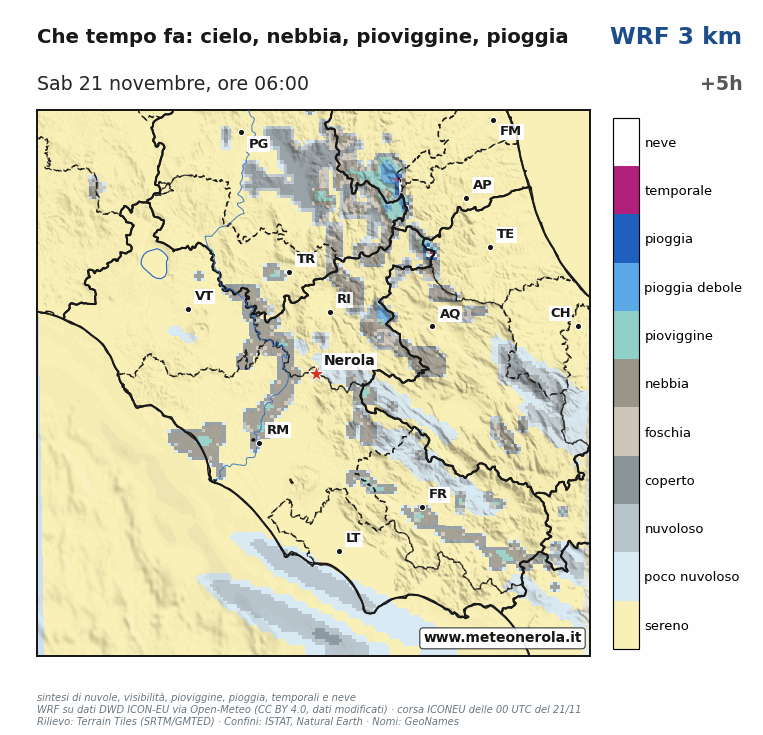 Che tempo fa: cielo, nebbia, pioviggine, pioggia
WRF 3 km
Sab 21 novembre, ore 06:00
+5h
FM
PG
AP
TE
TR
VT
RI
AQ
CH
Nerola
RM
FR
LT
www.meteonerola.it
neve
temporale
pioggia
pioggia debole
pioviggine
nebbia
foschia
coperto
nuvoloso
poco nuvoloso
sereno
sintesi di nuvole, visibilità, pioviggine, pioggia, temporali e neve
WRF su dati DWD ICON-EU via Open-Meteo (CC BY 4.0, dati modificati) · corsa ICONEU delle 00 UTC del 21/11
Rilievo: Terrain Tiles (SRTM/GMTED) · Confini: ISTAT, Natural Earth · Nomi: GeoNames